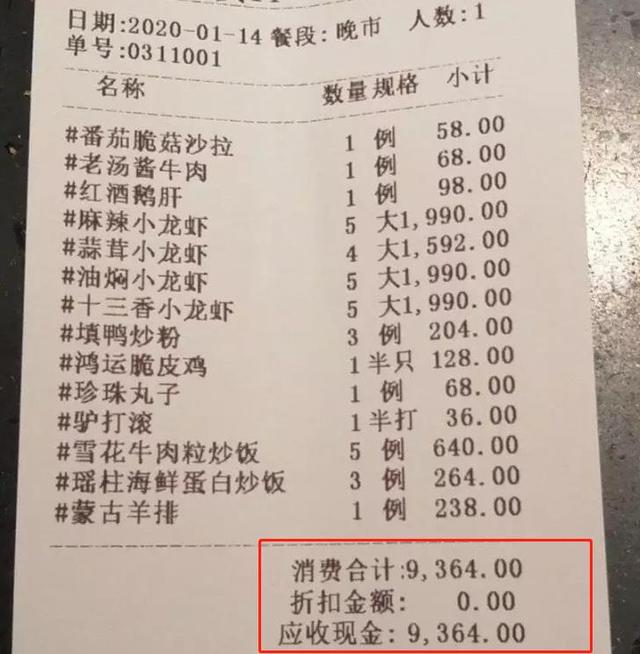 日期:2020-01-14 餐段: 晚市 人数: 1
单号:0311001
名称 数量 规格 小计
#番茄脆菇沙拉 1 例 58.00
#老汤酱牛肉 1 例 68.00
#红酒鹅肝 1 例 98.00
#麻辣小龙虾 5 大1,990.00
#蒜茸小龙虾 4 大1,592.00
#油焖小龙虾 5 大1,990.00
#十三香小龙虾 5 大1,990.00
#填鸭炒粉 3 例 204.00
#鸿运脆皮鸡 1 半只 128.00
#珍珠丸子 1 例 68.00
#驴打滚 1 半打 36.00
#雪花牛肉粒炒饭 5 例 640.00
#瑶柱海鲜蛋白炒饭 3 例 264.00
#蒙古羊排 1 例 238.00
消费合计:9,364.00
折扣金额: 0.00
应收现金: 9,364.00